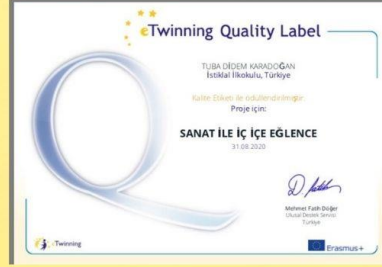 eTwinning Quality Label
TUBA DİDEM KARADOĞAN
İstiklal İlkokulu, Türkiye
Kalite Etiketi ile ödüllendirilmiştir.
Proje için:
SANAT İLE İÇ İÇE EĞLENCE
31.08.2020
Mehmet Fatih Döğer
Ulusal Destek Servisi
Türkiye
eTwinning
Erasmus+